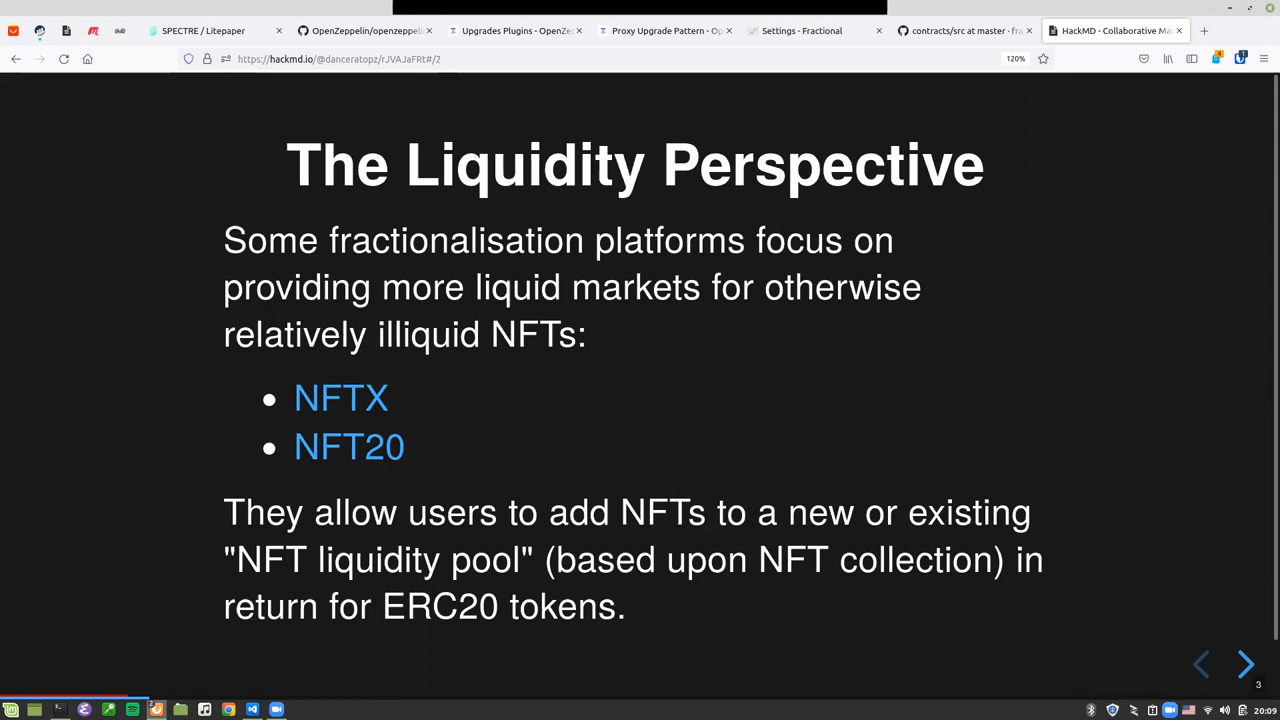 SPECTRE / Litepaper
OpenZeppelin/openzeppelin
Upgrades Plugins - OpenZe
Proxy Upgrade Pattern - Op
Settings - Fractional
contracts/src at master · fra
HackMD - Collaborative Ma
https://hackmd.io/@danceratopz/rJVAJaFRt#/2
120%
4
1
The Liquidity Perspective
Some fractionalisation platforms focus on
providing more liquid markets for otherwise
relatively illiquid NFTs:
• NFTX
• NFT20
They allow users to add NFTs to a new or existing
"NFT liquidity pool" (based upon NFT collection) in
return for ERC20 tokens.
3
20:09